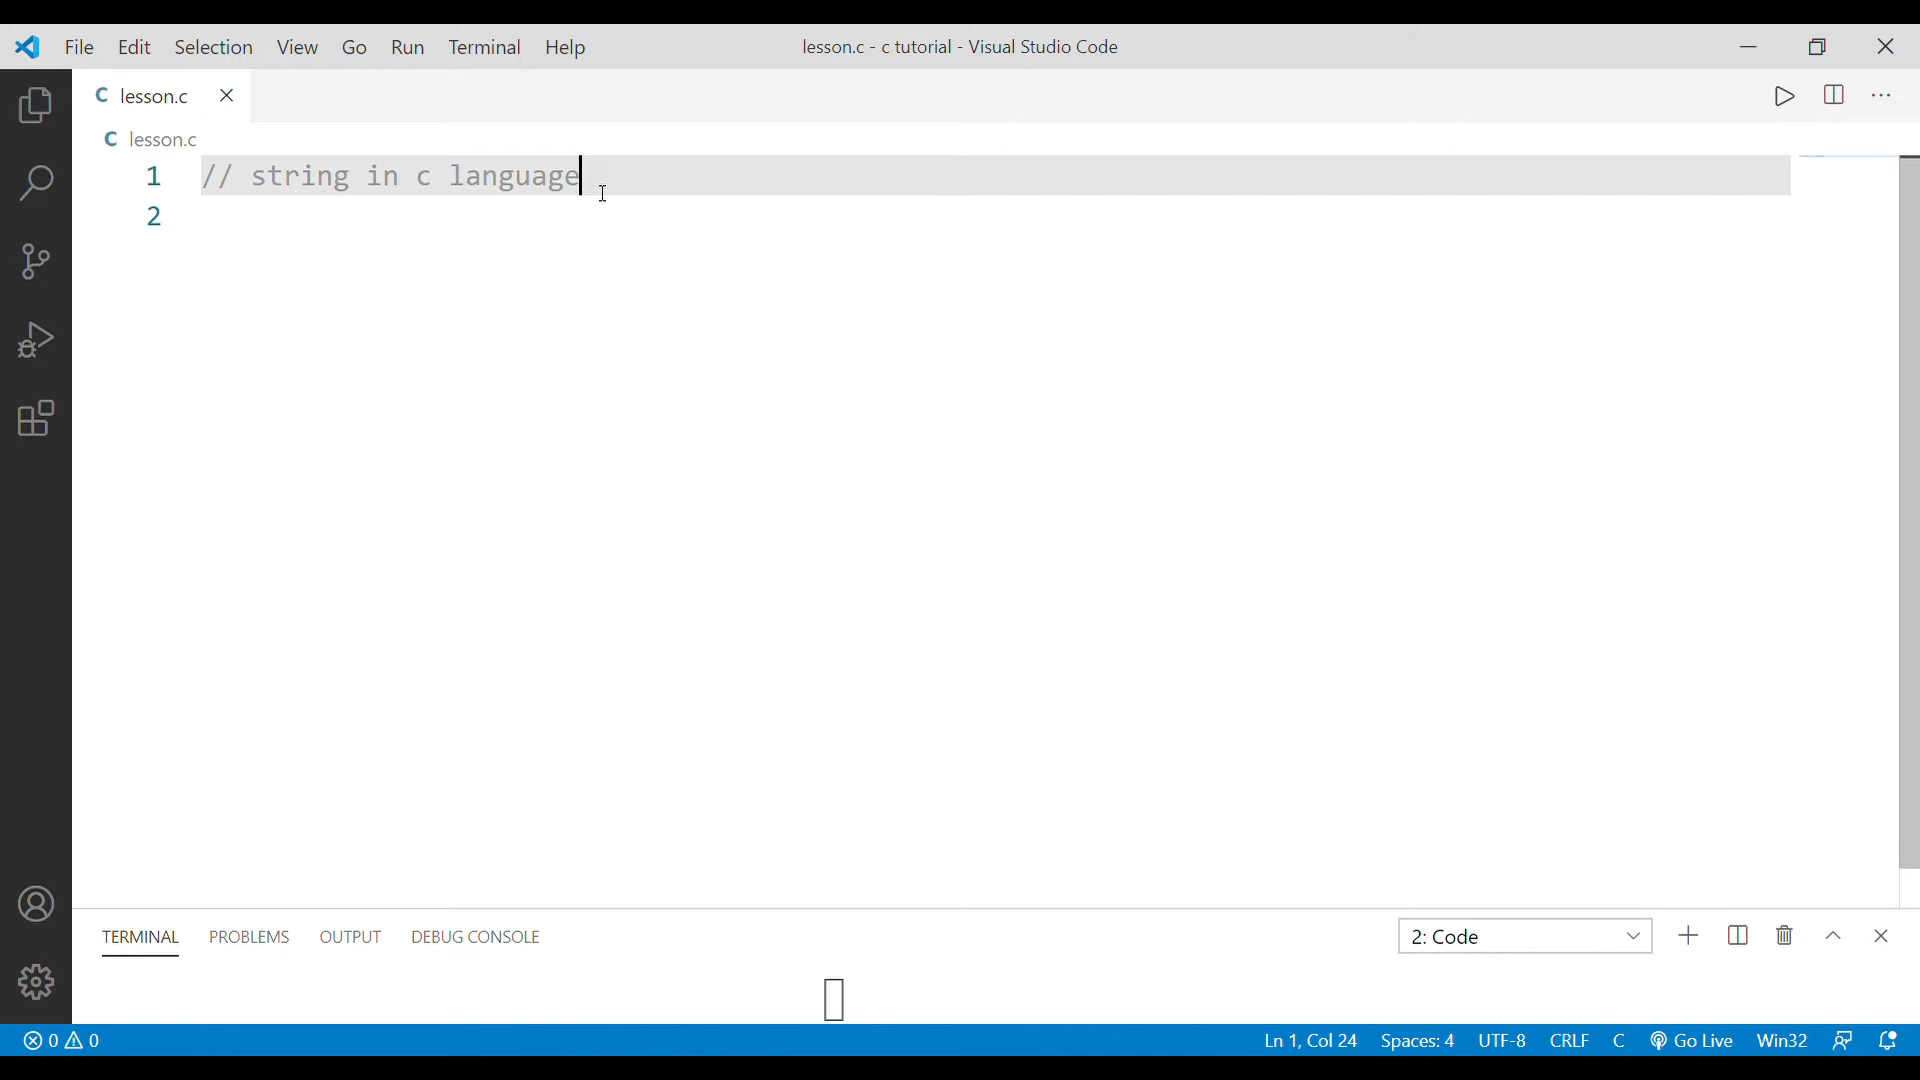 File Edit Selection View Go Run Terminal Help lesson.c - c tutorial - Visual Studio Code
C lesson.c
C lesson.c
1 // string in c language
2
TERMINAL PROBLEMS OUTPUT DEBUG CONSOLE 2: Code
0 0 Ln 1, Col 24 Spaces: 4 UTF-8 CRLF C Go Live Win32